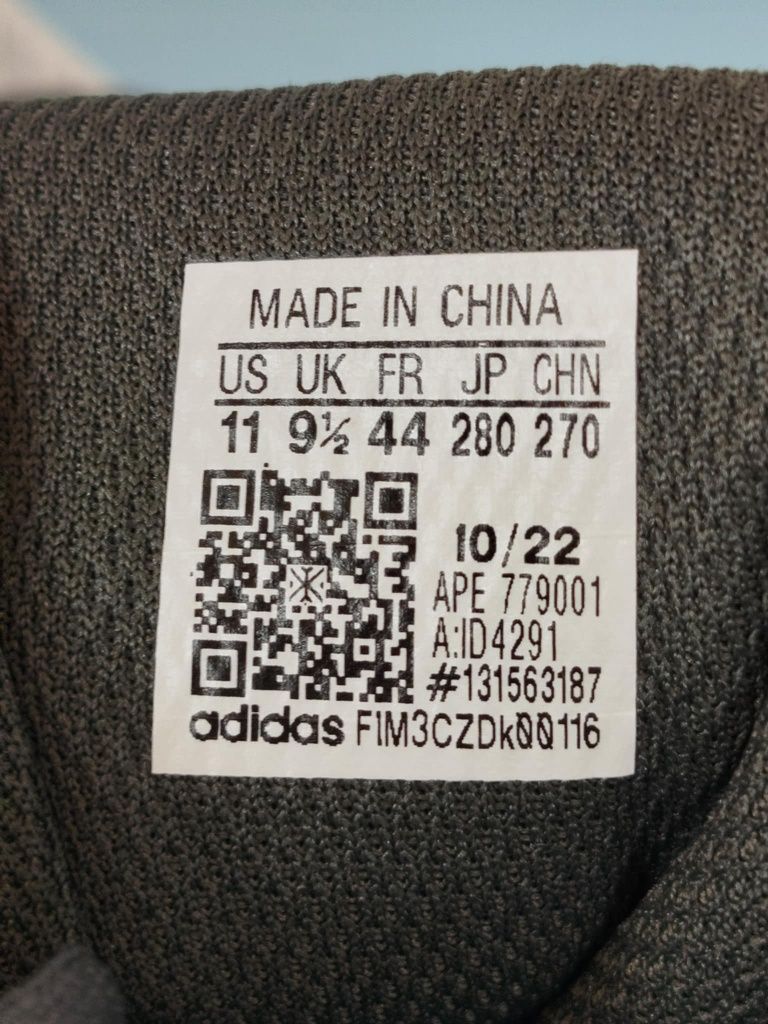 MADE IN CHINA
US UK FR JP CHN
11 9½ 44 280 270
10/22
APE 779001
A:ID4291
#131563187
adidas F1M3CZDk00116